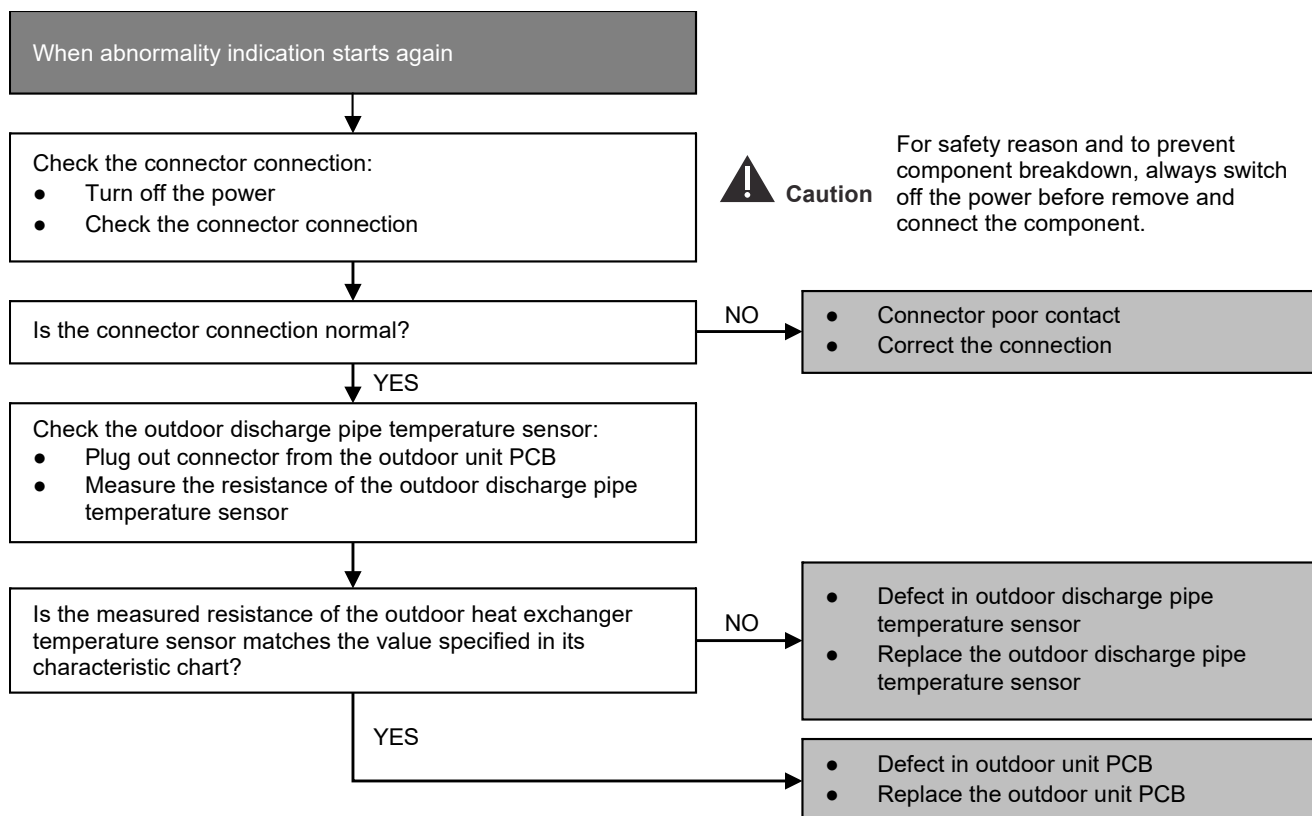 When abnormality indication starts again
Check the connector connection:
● Turn off the power
● Check the connector connection
Caution
For safety reason and to prevent
component breakdown, always switch
off the power before remove and
connect the component.
Is the connector connection normal?
NO
● Connector poor contact
● Correct the connection
YES
Check the outdoor discharge pipe temperature sensor:
● Plug out connector from the outdoor unit PCB
● Measure the resistance of the outdoor discharge pipe
temperature sensor
Is the measured resistance of the outdoor heat exchanger
temperature sensor matches the value specified in its
characteristic chart?
NO
● Defect in outdoor discharge pipe
temperature sensor
● Replace the outdoor discharge pipe
temperature sensor
YES
● Defect in outdoor unit PCB
● Replace the outdoor unit PCB